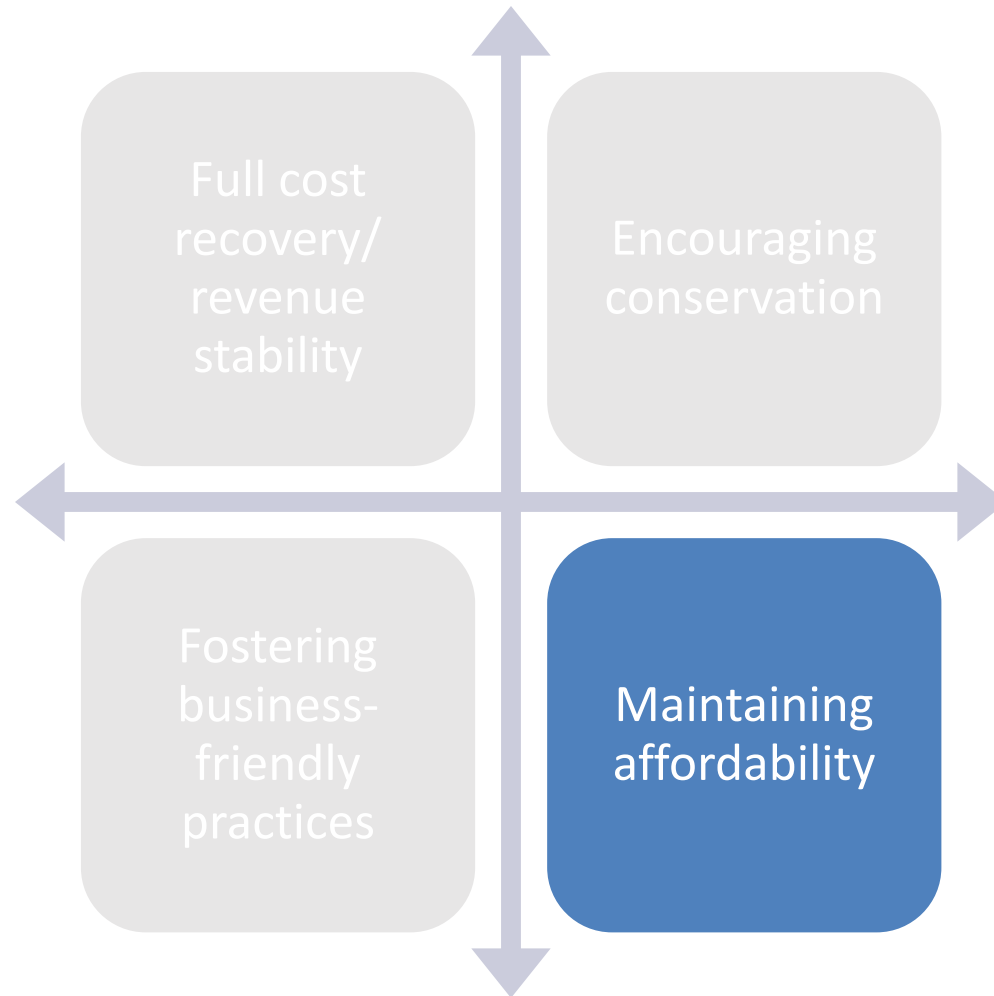 Full cost
recovery/
revenue
stability
Encouraging
conservation
Fostering
business-
friendly
practices
Maintaining
affordability